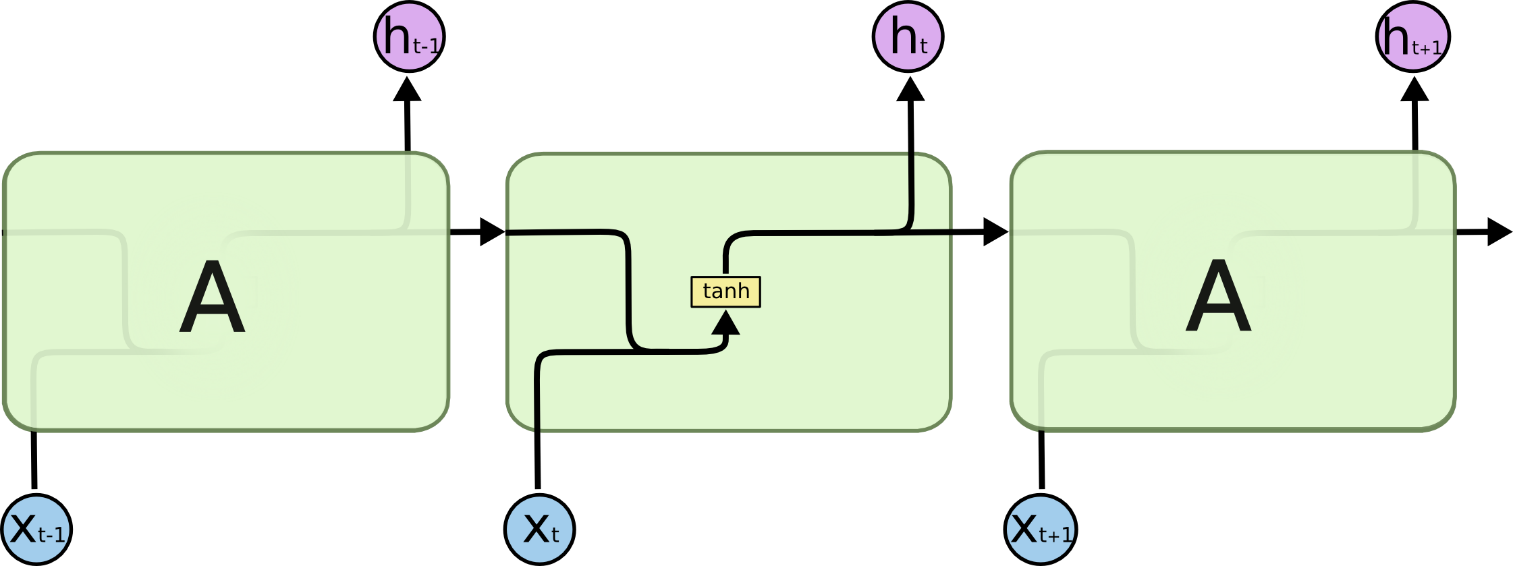 h t-1
h t
h t+1
A
tanh
A
x t-1
x t
x t+1